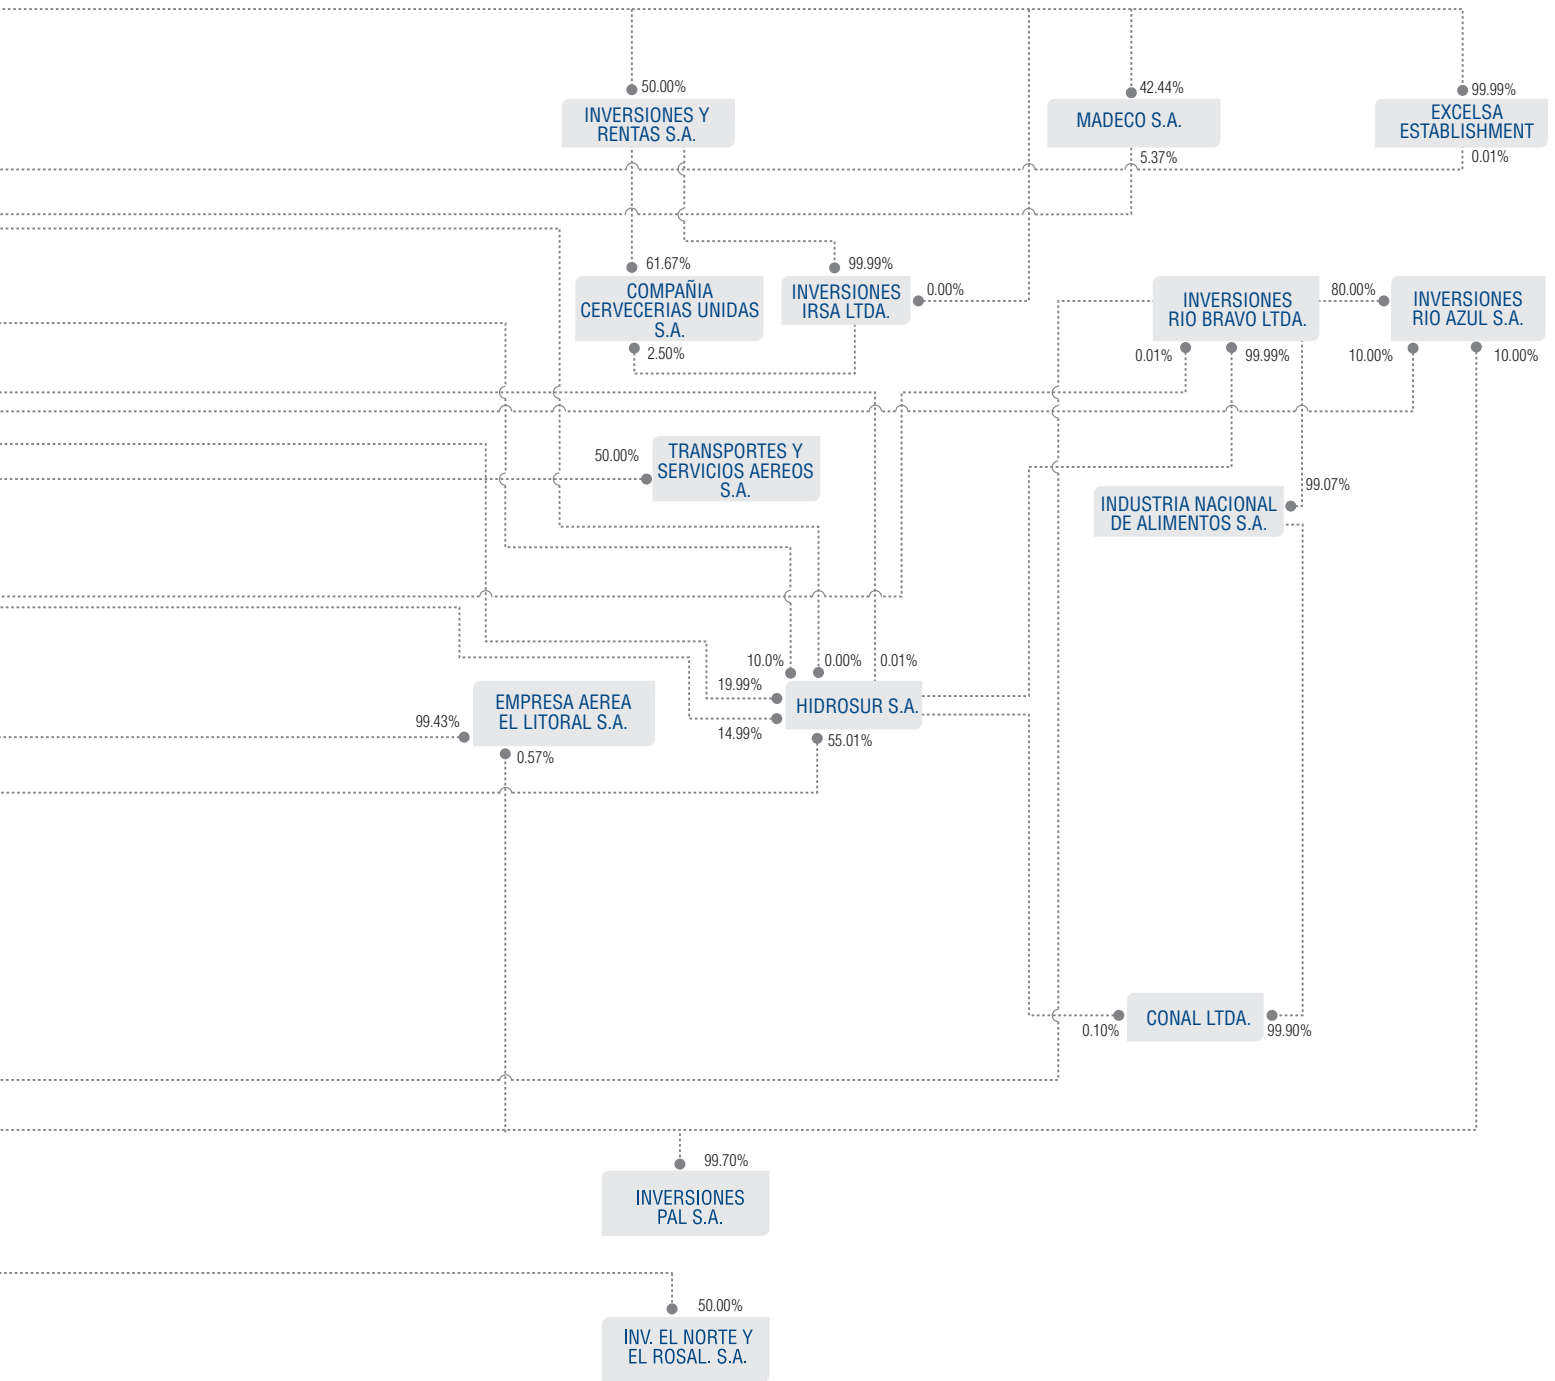 50.00%
42.44%
99.99%
INVERSIONES Y
RENTAS S.A.
MADECO S.A.
EXCELSA
ESTABLISHMENT
5.37%
0.01%
61.67%
99.99%
0.00%
80.00%
COMPAÑIA
CERVECERIAS UNIDAS
S.A.
INVERSIONES
IRSA LTDA.
INVERSIONES
RIO BRAVO LTDA.
INVERSIONES
RIO AZUL S.A.
2.50%
0.01%
99.99%
10.00%
10.00%
50.00%
TRANSPORTES Y
SERVICIOS AEREOS
S.A.
99.07%
INDUSTRIA NACIONAL
DE ALIMENTOS S.A.
10.0%
0.00%
0.01%
19.99%
HIDROSUR S.A.
14.99%
55.01%
EMPRESA AEREA
EL LITORAL S.A.
99.43%
0.57%
CONAL LTDA.
0.10%
99.90%
99.70%
INVERSIONES
PAL S.A.
50.00%
INV. EL NORTE Y
EL ROSAL. S.A.